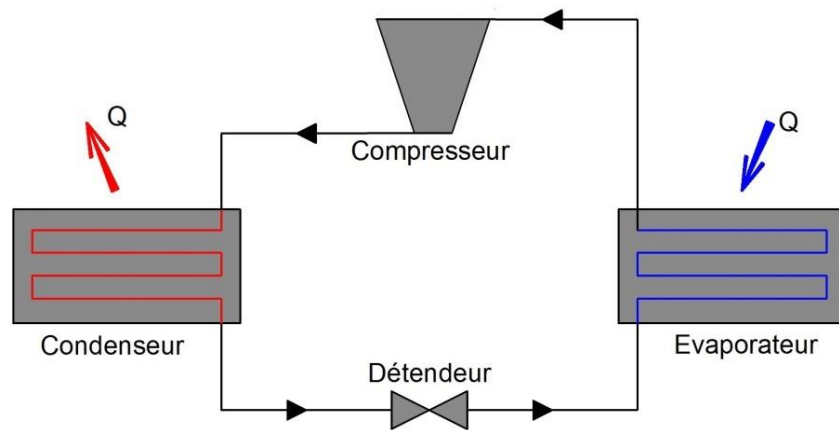 Q
Q
Compresseur
Condenseur
Evaporateur
Détendeur